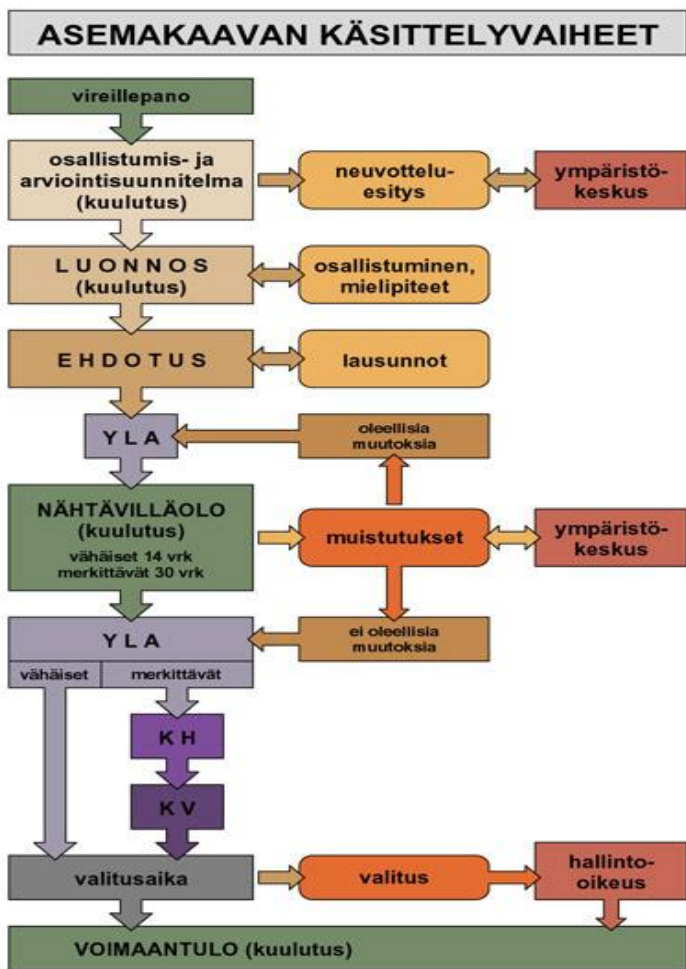 ASEMAKAAVAN KÄSITTELYVAIHEET
vireillepano
osallistumis- ja
arviointisuunnitelma
(kuulutus)
neuvottelu-
esitys
ympäristö-
keskus
L U O N N O S
(kuulutus)
osallistuminen,
mielipiteet
E H D O T U S
lausunnot
Y L A
oleellisia
muutoksia
NÄHTÄVILLÄOLO
(kuulutus)
vähäiset 14 vrk
merkittävät 30 vrk
muistutukset
ympäristö-
keskus
Y L A
ei oleellisia
muutoksia
vähäiset
merkittävät
K H
K V
valitusaika
valitus
hallinto-
oikeus
VOIMAANTULO (kuulutus)